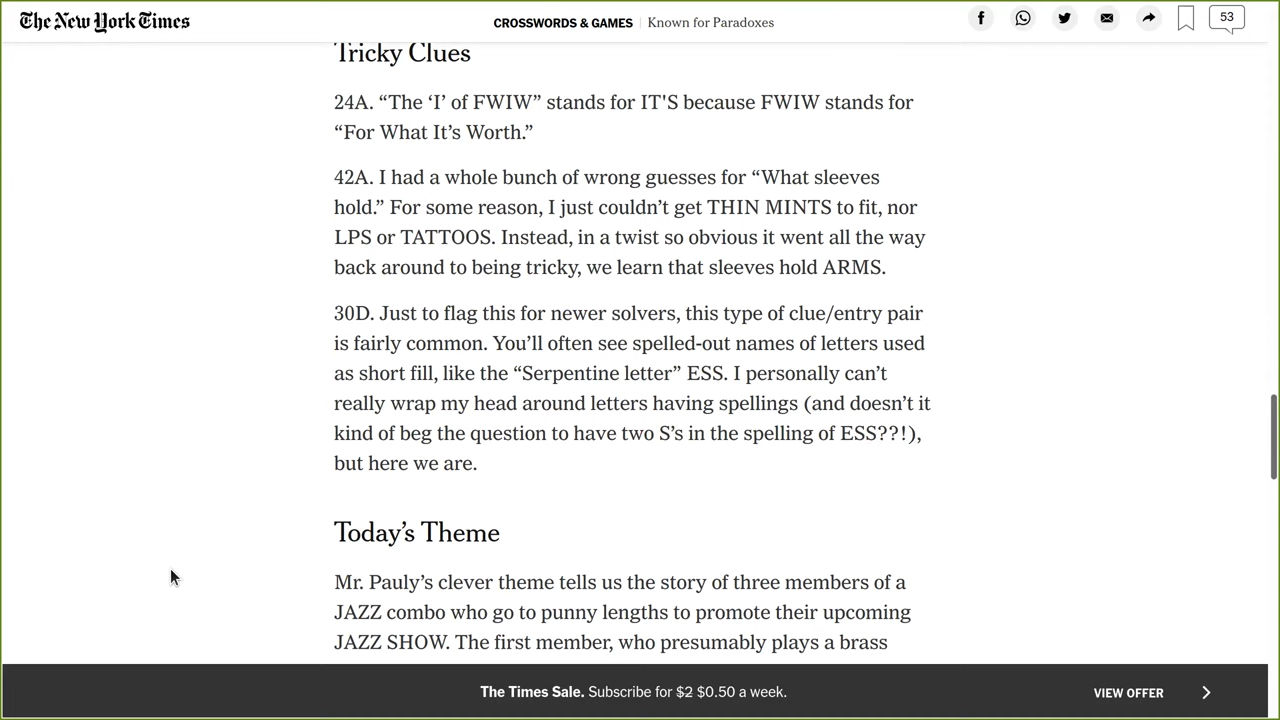 The New York Times
CROSSWORDS & GAMES | Known for Paradoxes
53
Tricky Clues
24A. “The ‘I’ of FWIW” stands for IT'S because FWIW stands for
“For What It’s Worth.”
42A. I had a whole bunch of wrong guesses for “What sleeves
hold.” For some reason, I just couldn’t get THIN MINTS to fit, nor
LPS or TATTOOS. Instead, in a twist so obvious it went all the way
back around to being tricky, we learn that sleeves hold ARMS.
30D. Just to flag this for newer solvers, this type of clue/entry pair
is fairly common. You’ll often see spelled-out names of letters used
as short fill, like the “Serpentine letter” ESS. I personally can’t
really wrap my head around letters having spellings (and doesn’t it
kind of beg the question to have two S’s in the spelling of ESS??!),
but here we are.
Today’s Theme
Mr. Pauly’s clever theme tells us the story of three members of a
JAZZ combo who go to punny lengths to promote their upcoming
JAZZ SHOW. The first member, who presumably plays a brass
The Times Sale. Subscribe for $2 $0.50 a week.
VIEW OFFER